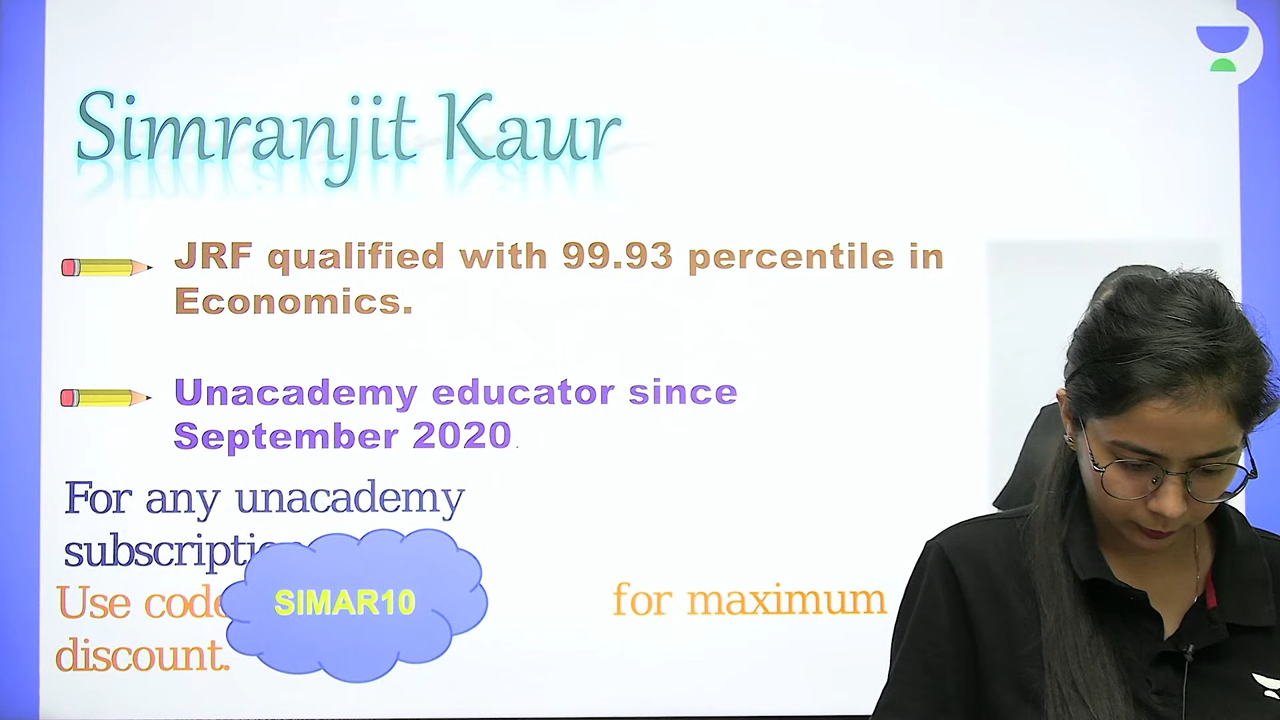 Simranjit Kaur
JRF qualified with 99.93 percentile in
Economics.
Unacademy educator since
September 2020.
For any unacademy
Use code SIMAR10 for maximum
discount.